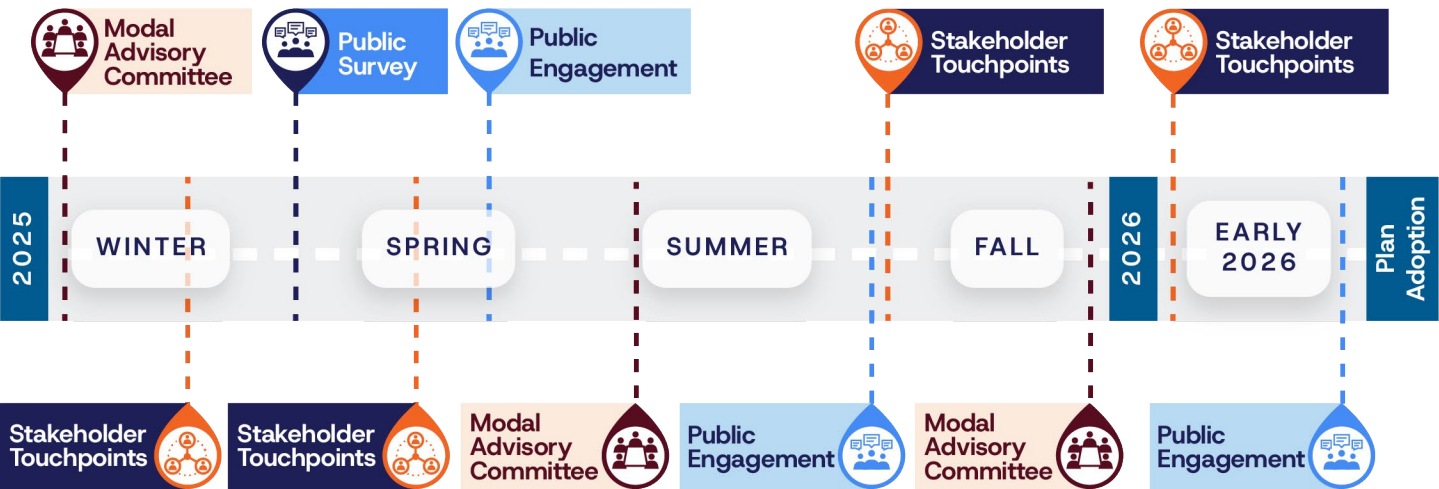 Modal
Advisory
Committee
Public
Survey
Public
Engagement
Stakeholder
Touchpoints
Stakeholder
Touchpoints
2025
WINTER
SPRING
SUMMER
FALL
2026
EARLY
2026
Plan
Adoption
Stakeholder
Touchpoints
Stakeholder
Touchpoints
Modal
Advisory
Committee
Public
Engagement
Modal
Advisory
Committee
Public
Engagement